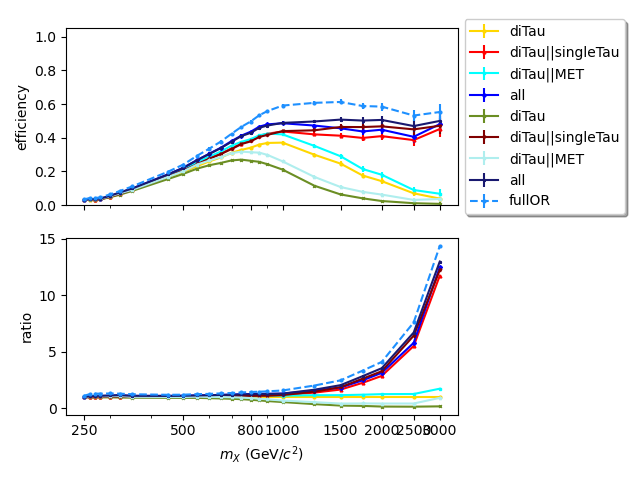 1.0
0.8
0.6
0.4
0.2
0.0
efficiency
diTau
diTau||singleTau
diTau||MET
all
diTau
diTau||singleTau
diTau||MET
all
fullOR
15
10
5
0
ratio
250 500 800 1000 1500 2000 2500 3000
m_X (GeV/c²)